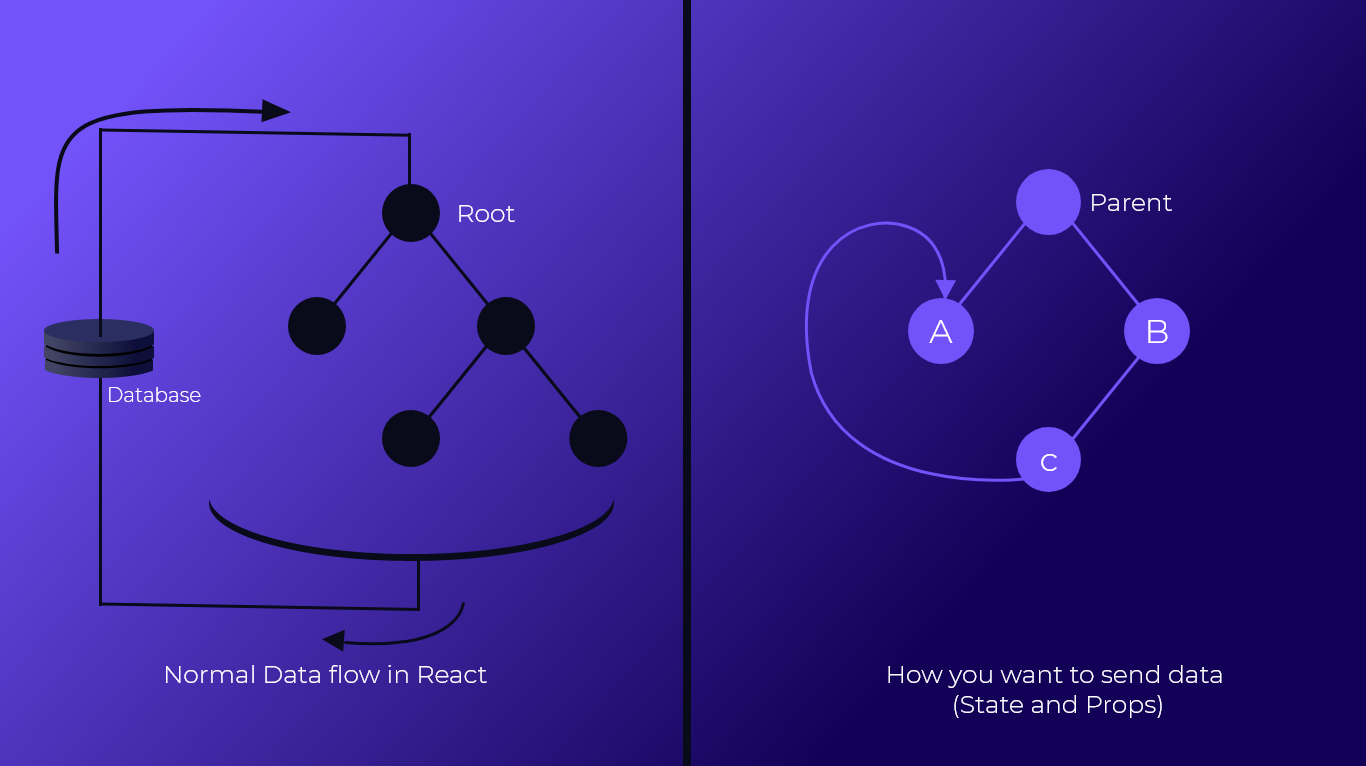 Root
Database
Normal Data flow in React
Parent
A
B
c
How you want to send data
(State and Props)